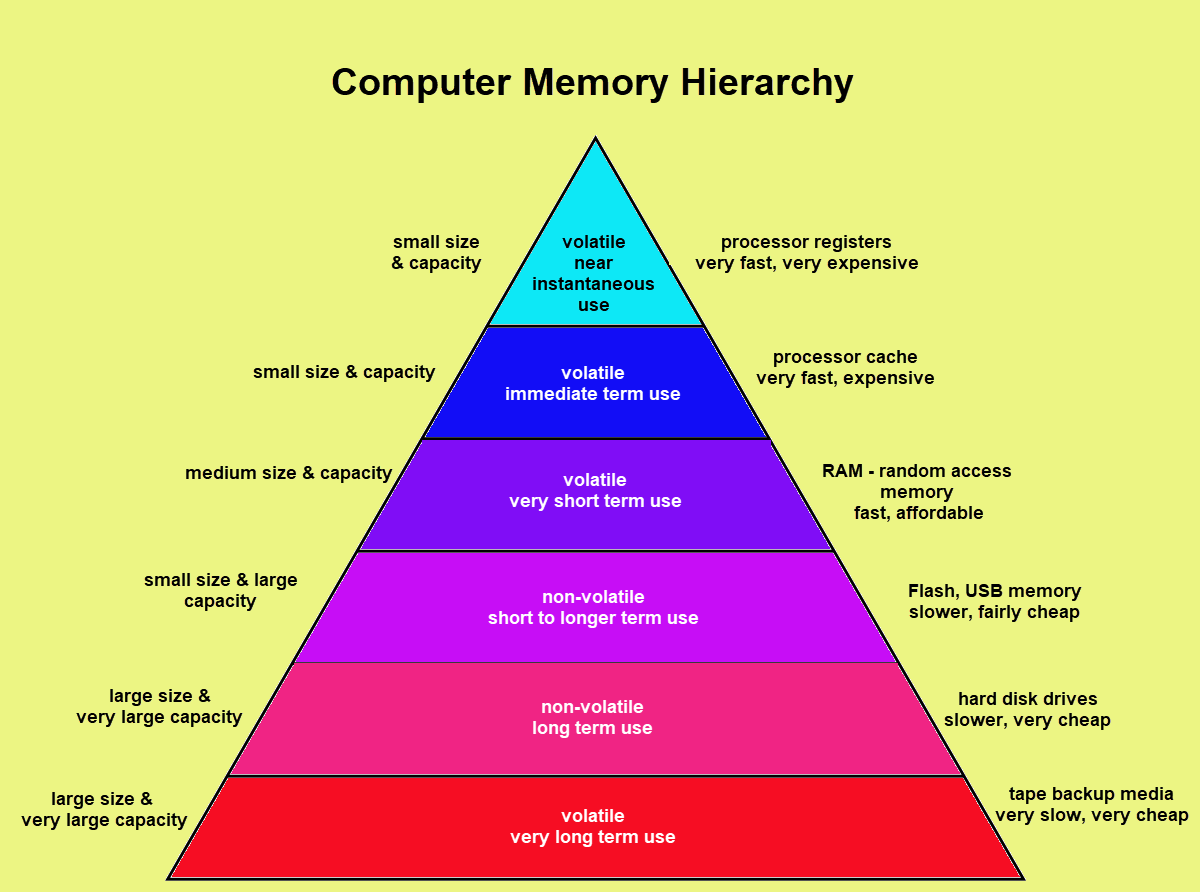 Computer Memory Hierarchy
small size
& capacity
volatile
near
instantaneous
use
processor registers
very fast, very expensive
small size & capacity
volatile
immediate term use
processor cache
very fast, expensive
medium size & capacity
volatile
very short term use
RAM - random access
memory
fast, affordable
small size & large
capacity
non-volatile
short to longer term use
Flash, USB memory
slower, fairly cheap
large size &
very large capacity
non-volatile
long term use
hard disk drives
slower, very cheap
large size &
very large capacity
volatile
very long term use
tape backup media
very slow, very cheap